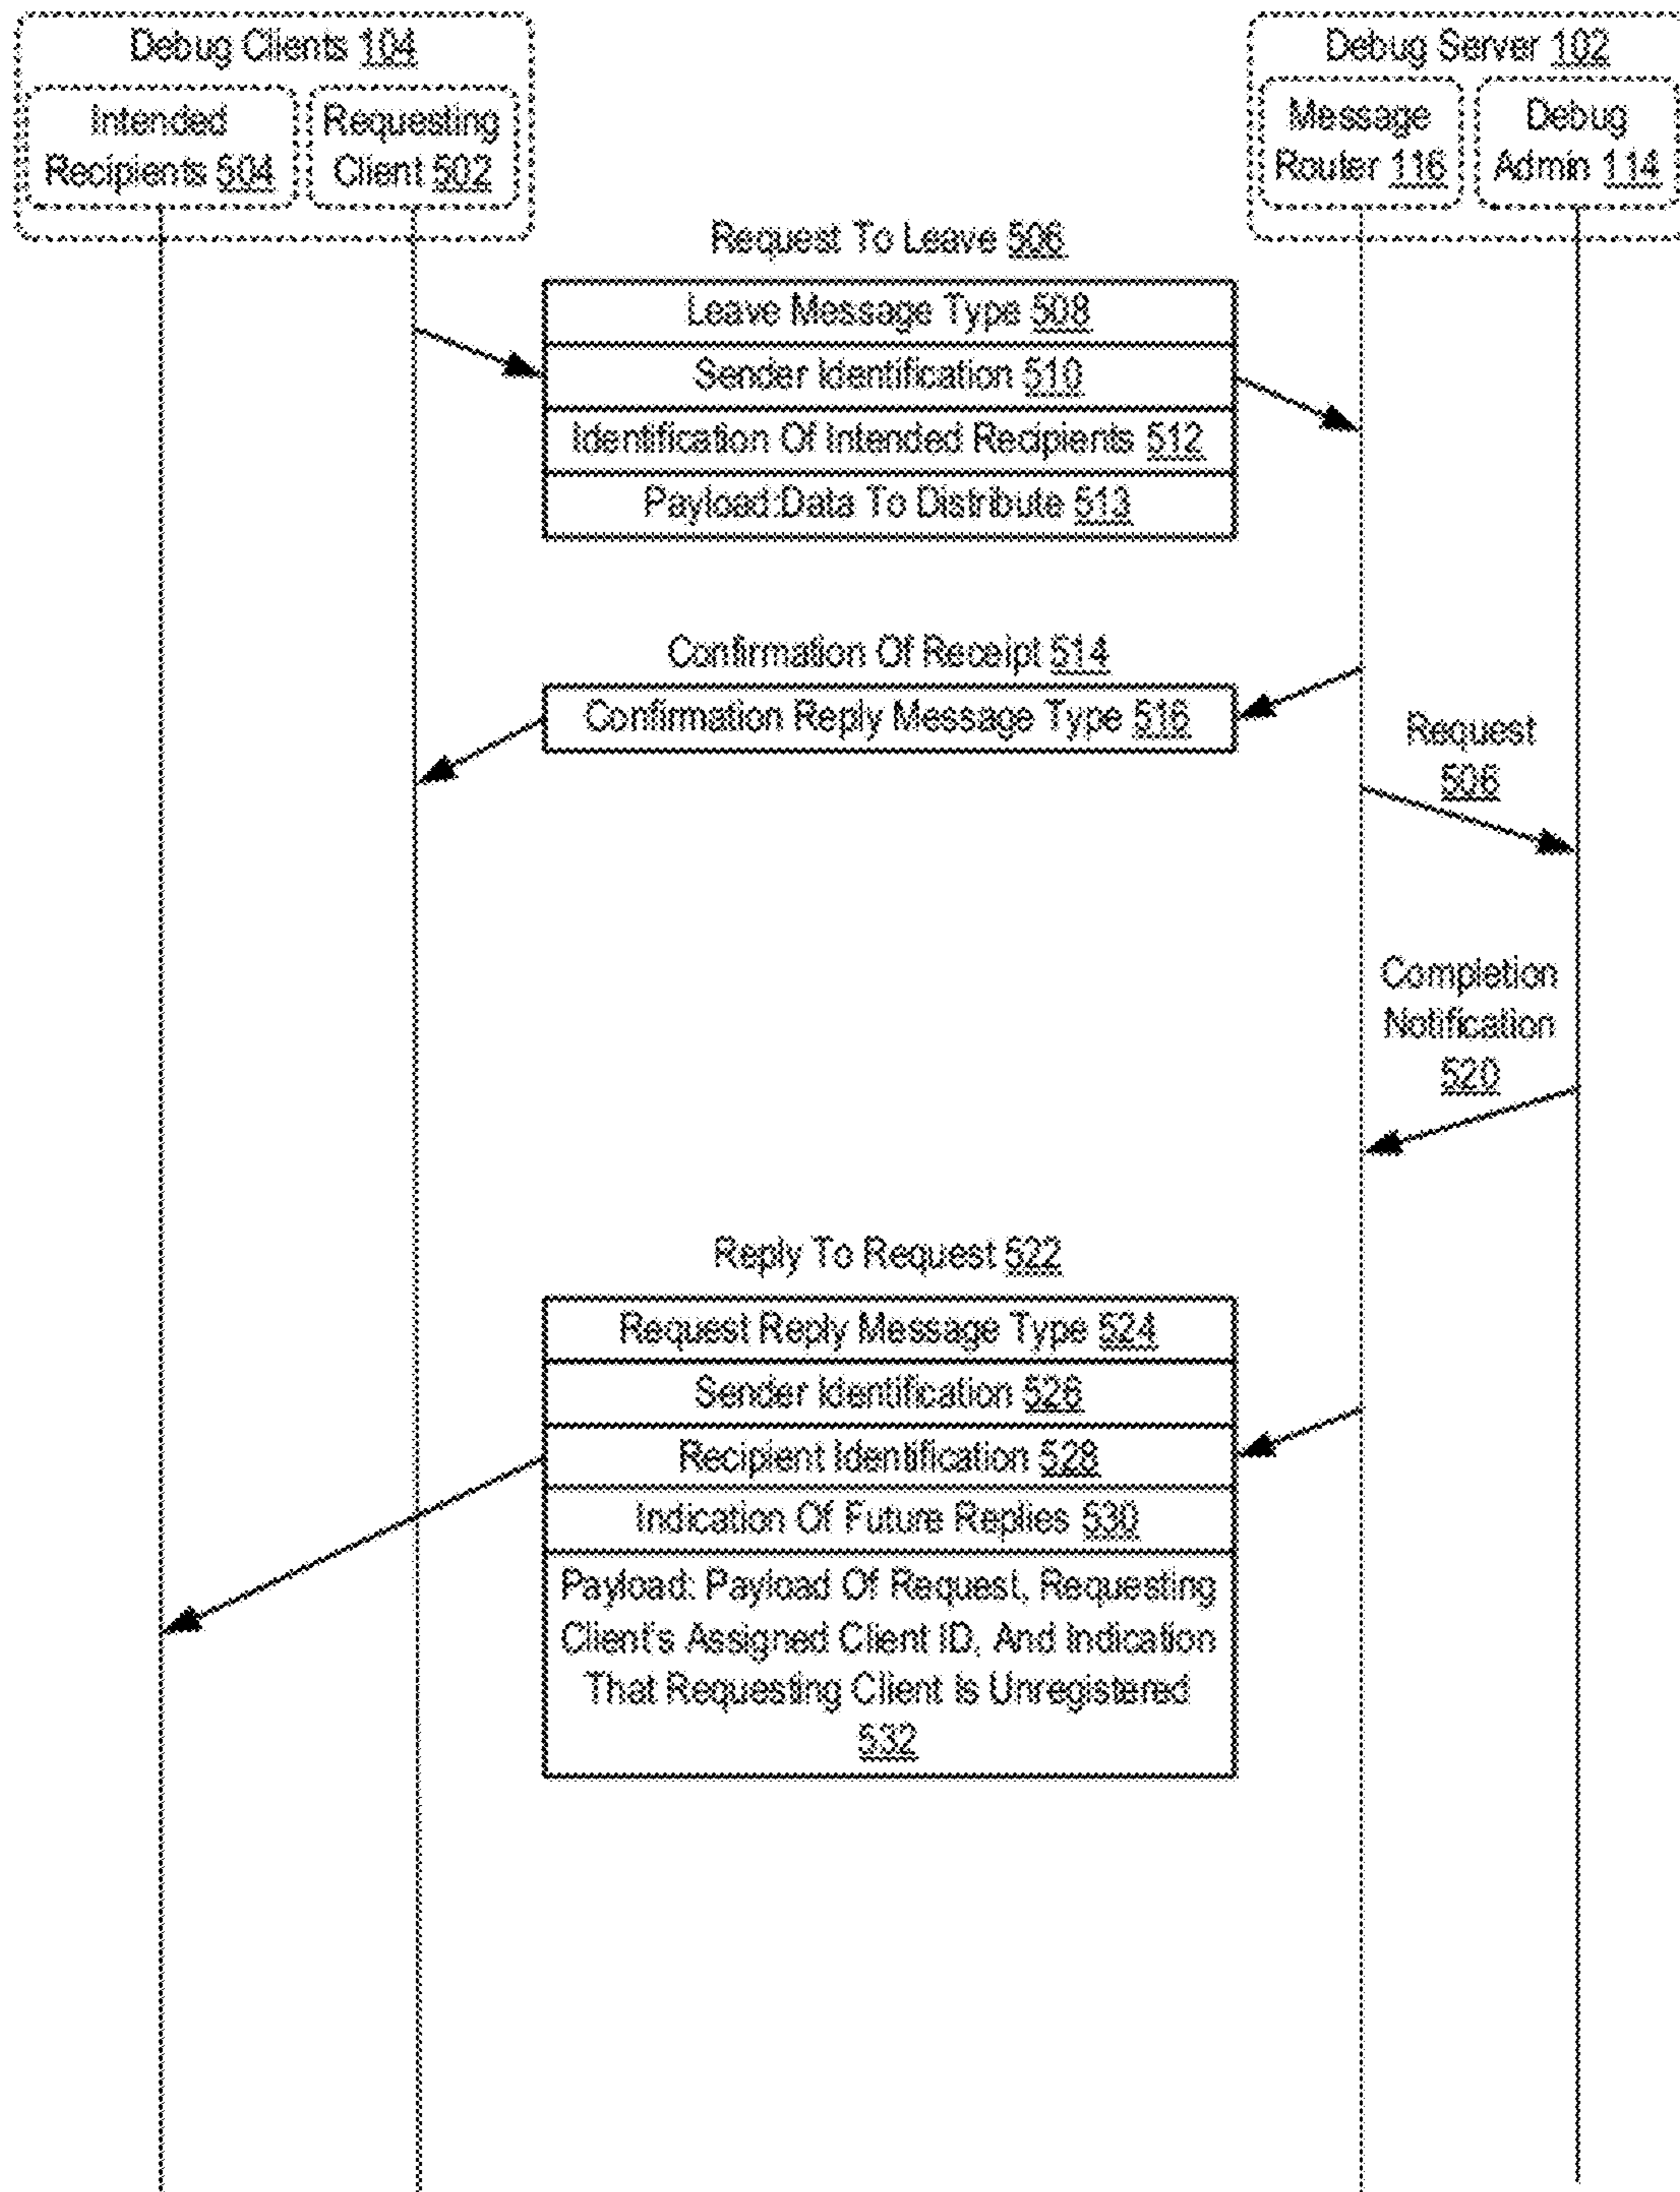 Debug Clients 104
Intended
Recipients 504
Requesting
Client 502
Debug Server 102
Message
Router 116
Debug
Admin 114
Request To Leave 506
Leave Message Type 508
Sender Identification 510
Identification Of Intended Recipients 512
Payload:Data To Distribute 513
Confirmation Of Receipt 514
Confirmation Reply Message Type 516
Request
506
Completion
Notification
520
Reply To Request 522
Request Reply Message Type 524
Sender Identification 526
Recipient Identification 528
Indication Of Future Replies 530
Payload: Payload Of Request, Requesting
Client's Assigned Client ID, And Indication
That Requesting Client Is Unregistered
532